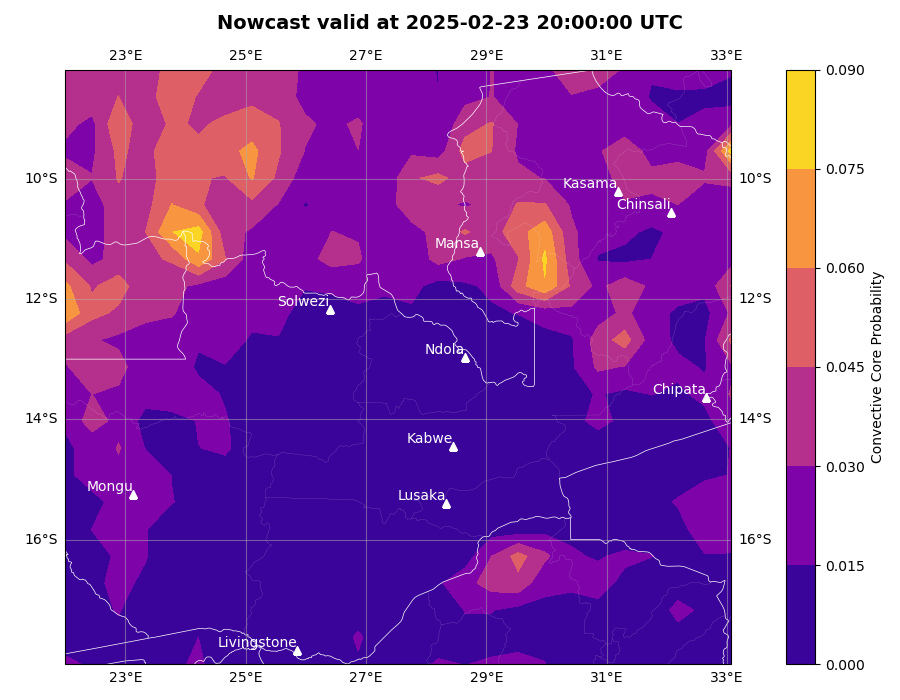 Nowcast valid at 2025-02-23 20:00:00 UTC
23°E 25°E 27°E 29°E 31°E 33°E
0.090
0.075
10°S Kasama 10°S
Chinsali
Mansa
0.060
12°S Solwezi 12°S
Ndola
0.045
Chipata
14°S 14°S
Kabwe
0.030
Mongu
Lusaka
16°S 16°S
0.015
Livingstone
0.000
23°E 25°E 27°E 29°E 31°E 33°E
Convective Core Probability